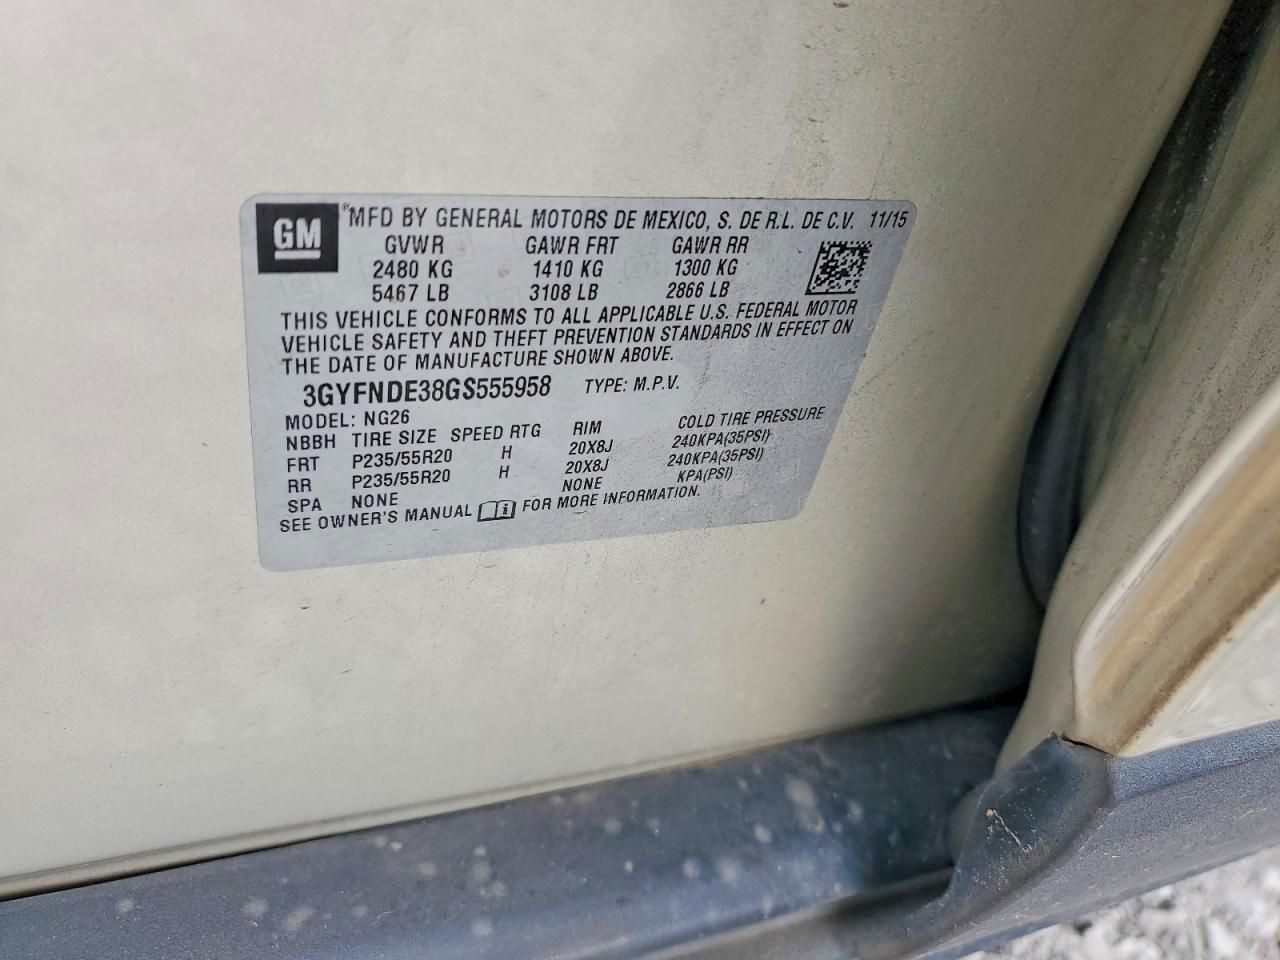 GM ® MFD BY GENERAL MOTORS DE MEXICO, S. DE R.L. DE C.V. 11/15
GVWR GAWR FRT GAWR RR
2480 KG 1410 KG 1300 KG
5467 LB 3108 LB 2866 LB
THIS VEHICLE CONFORMS TO ALL APPLICABLE U.S. FEDERAL MOTOR
VEHICLE SAFETY AND THEFT PREVENTION STANDARDS IN EFFECT ON
THE DATE OF MANUFACTURE SHOWN ABOVE.
3GYFNDE38GS555958 TYPE: M.P.V.
MODEL: NG26
NBBH TIRE SIZE SPEED RTG RIM COLD TIRE PRESSURE
FRT P235/55R20 H 20X8J 240KPA(35PSI)
RR P235/55R20 H 20X8J 240KPA(35PSI)
SPA NONE NONE KPA(PSI)
SEE OWNER'S MANUAL FOR MORE INFORMATION.